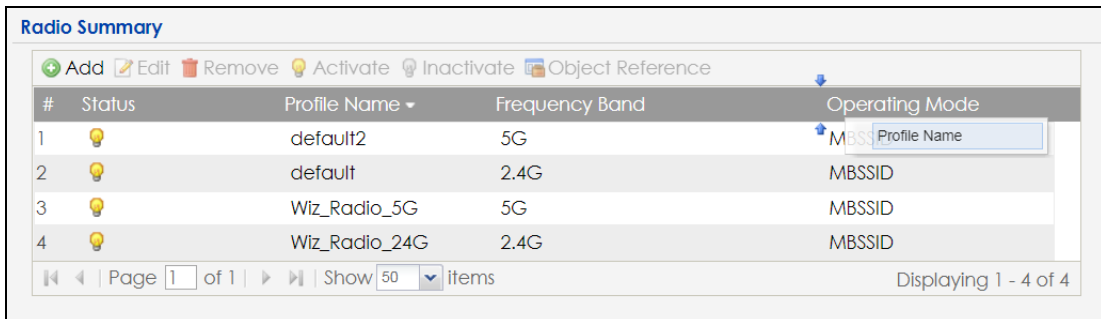 Radio Summary
Add Edit Remove Activate Inactivate Object Reference
# Status Profile Name Frequency Band Operating Mode
1 default2 5G MBSSID
Profile Name
2 default 2.4G MBSSID
3 Wiz_Radio_5G 5G MBSSID
4 Wiz_Radio_24G 2.4G MBSSID
Page 1 of 1 Show 50 items Displaying 1 - 4 of 4